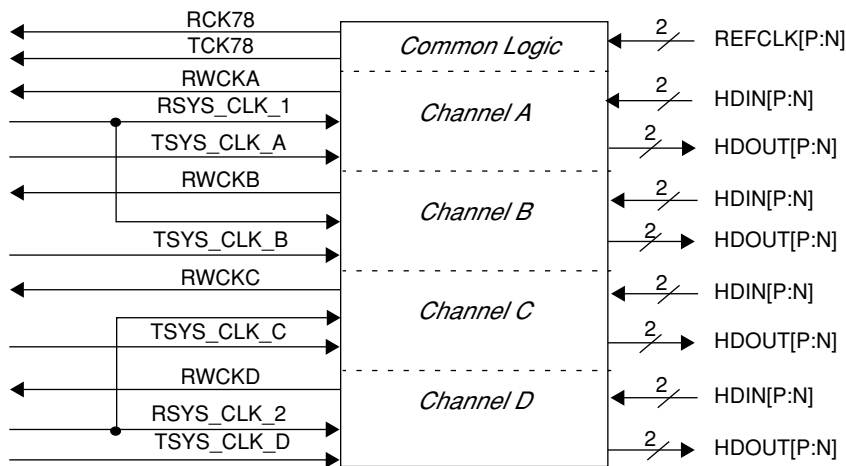 RCK78
TCK78
RWCKA
RSYS_CLK_1
TSYS_CLK_A
RWCKB
TSYS_CLK_B
RWCKC
TSYS_CLK_C
RWCKD
RSYS_CLK_2
TSYS_CLK_D
Common Logic
Channel A
Channel B
Channel C
Channel D
2 REFCLK[P:N]
2 HDIN[P:N]
2 HDOUT[P:N]
2 HDIN[P:N]
2 HDOUT[P:N]
2 HDIN[P:N]
2 HDOUT[P:N]
2 HDIN[P:N]
2 HDOUT[P:N]